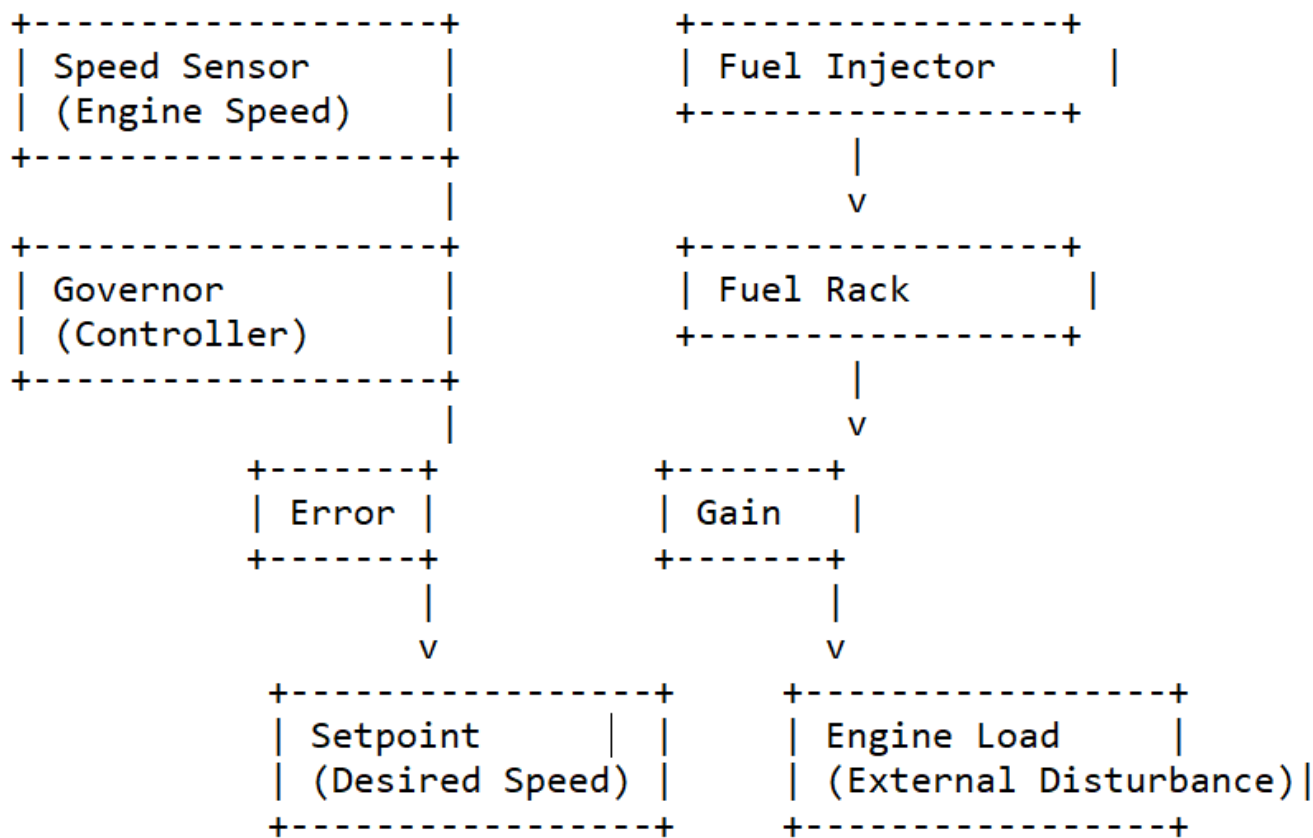 Speed Sensor
(Engine Speed)
Governor
(Controller)
Error
Setpoint
(Desired Speed)
Fuel Injector
Fuel Rack
Gain
Engine Load
(External Disturbance)